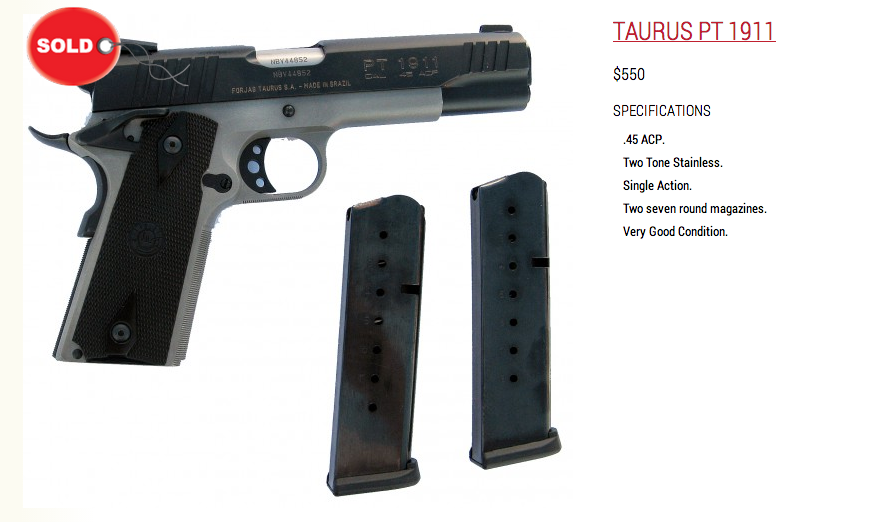 SOLD
TAURUS PT 1911
$550
SPECIFICATIONS
.45 ACP.
Two Tone Stainless.
Single Action.
Two seven round magazines.
Very Good Condition.
NBY44852
NBY44852
PT 1911
CAL .45 ACP
FORJAS TAURUS S.A. - MADE IN BRAZIL